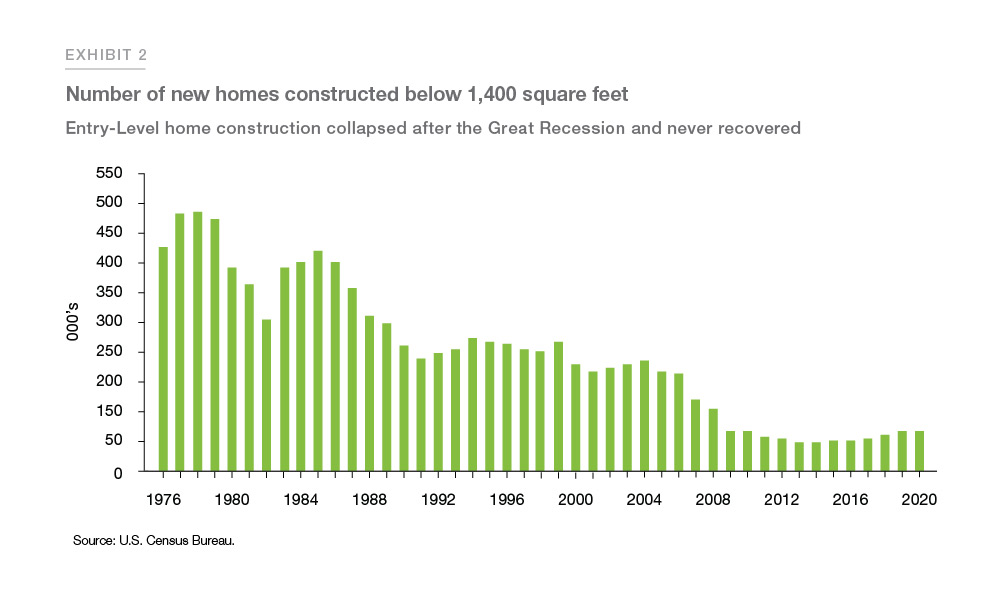 EXHIBIT 2
Number of new homes constructed below 1,400 square feet
Entry-Level home construction collapsed after the Great Recession and never recovered
000's
550
500
450
400
350
300
250
200
150
50
0
1976 1980 1984 1988 1992 1996 2000 2004 2008 2012 2016 2020
Source: U.S. Census Bureau.